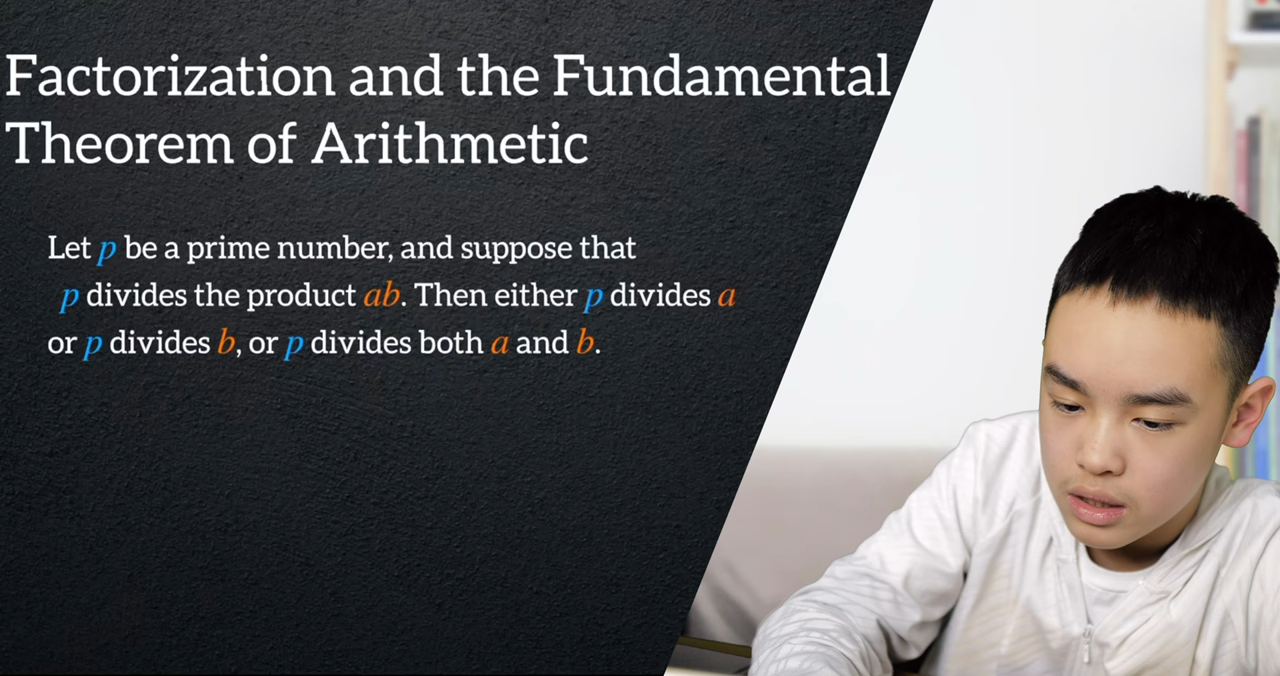 Factorization and the Fundamental
Theorem of Arithmetic
Let p be a prime number, and suppose that
p divides the product ab. Then either p divides a
or p divides b, or p divides both a and b.